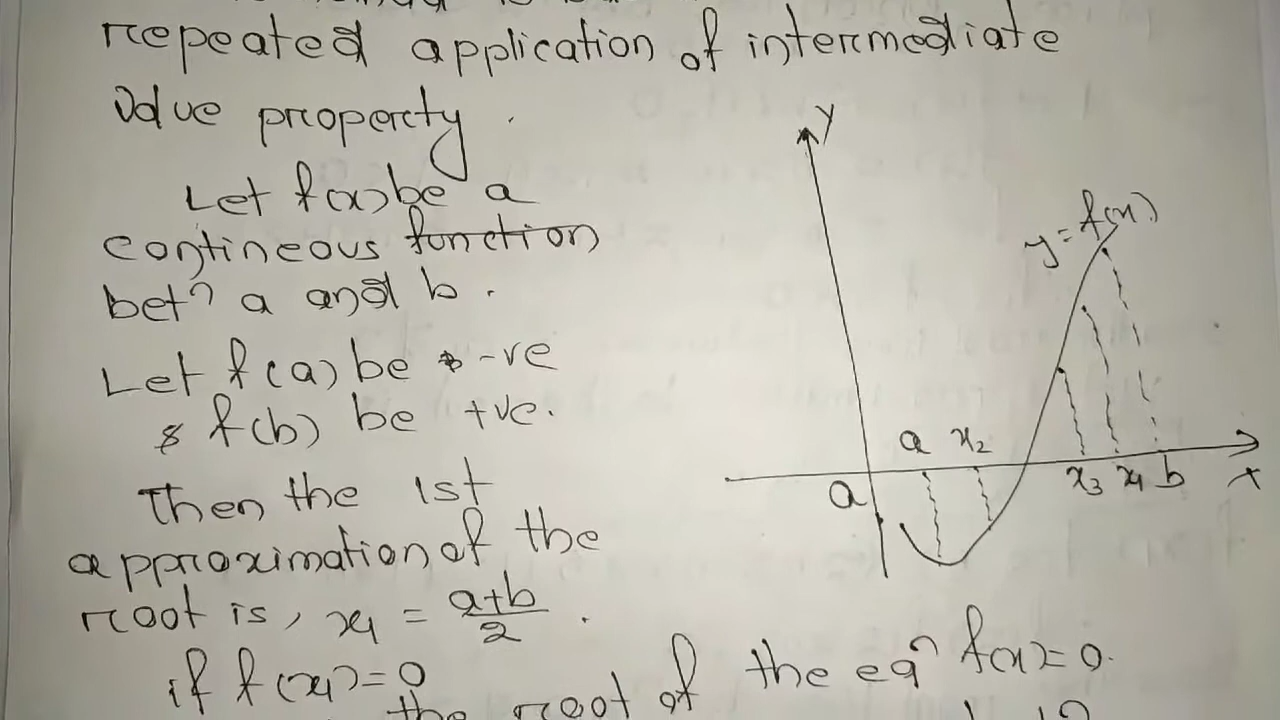 repeated application of intermediate
value property.
Let f(x) be a
contineous function
betn a and b.
Let f(a) be -ve
& f(b) be +ve.
Then the 1st
approximation of the
root is, x1 = a+b/2.
if f(x1)=0
the root of the eqn f(x)=0.
y
y=f(x)
a x2
a
x3 x1 b x